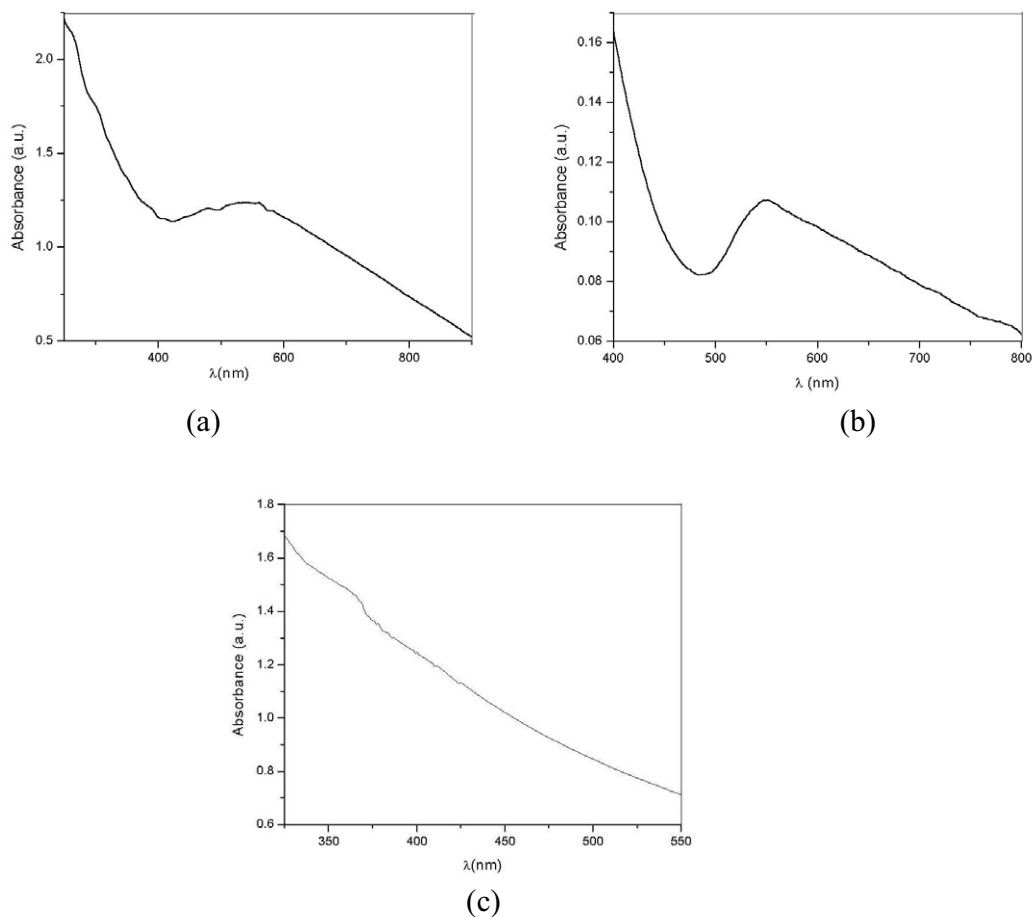 2.0
1.5
1.0
0.5
Absorbance (a.u.)
400 600 800
λ(nm)
(a)
0.16
0.14
0.12
0.10
0.08
0.06
Absorbance (a.u.)
400 500 600 700 800
λ (nm)
(b)
1.8
1.6
1.4
1.2
1.0
0.8
0.6
Absorbance (a.u.)
350 400 450 500 550
λ(nm)
(c)